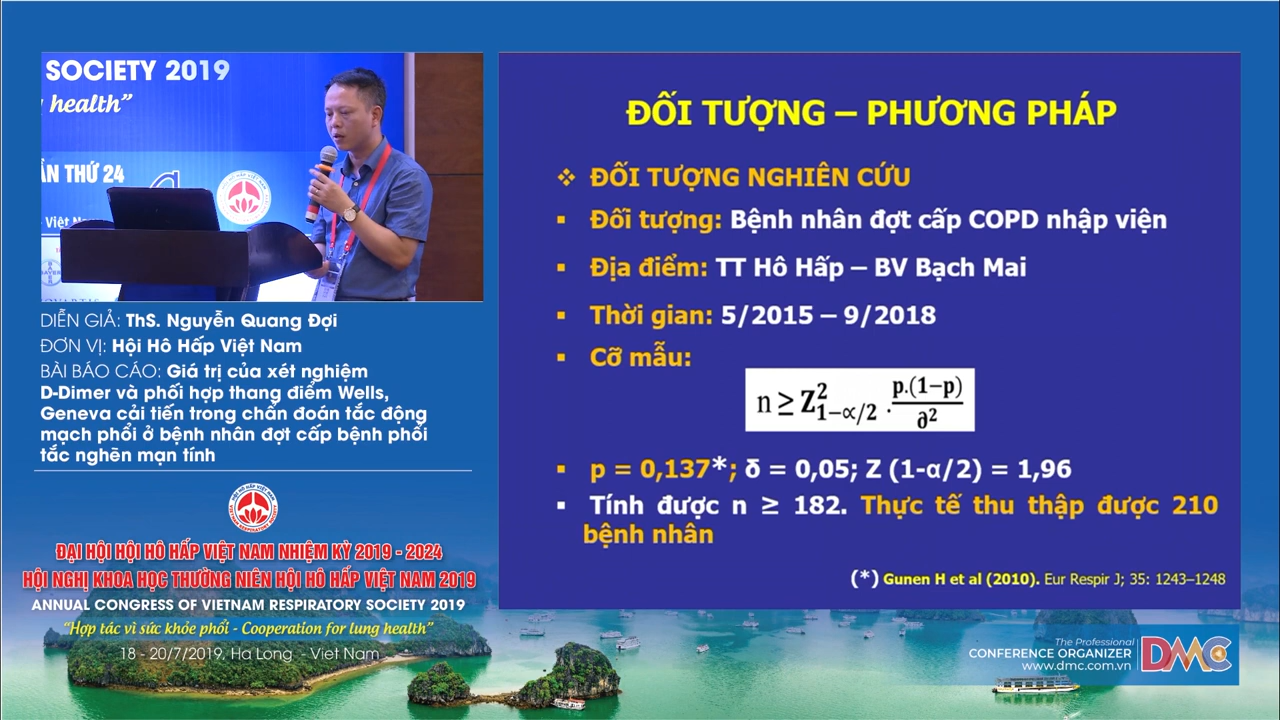 SOCIETY 2019
health”
ẦN THỨ 24
Việt Nam
ĐỐI TƯỢNG – PHƯƠNG PHÁP
❖ ĐỐI TƯỢNG NGHIÊN CỨU
▪ Đối tượng: Bệnh nhân đợt cấp COPD nhập viện
▪ Địa điểm: TT Hô Hấp – BV Bạch Mai
▪ Thời gian: 5/2015 – 9/2018
▪ Cỡ mẫu:
n ≥ Z²₁₋∝/₂ . p.(1−p)/∂²
▪ p = 0,137*; δ = 0,05; Z (1-α/2) = 1,96
▪ Tính được n ≥ 182. Thực tế thu thập được 210
bệnh nhân
(*) Gunen H et al (2010). Eur Respir J; 35: 1243–1248
DIỄN GIẢ: ThS. Nguyễn Quang Đợi
ĐƠN VỊ: Hội Hô Hấp Việt Nam
BÀI BÁO CÁO: Giá trị của xét nghiệm
D-Dimer và phối hợp thang điểm Wells,
Geneva cải tiến trong chẩn đoán tắc động
mạch phổi ở bệnh nhân đợt cấp bệnh phổi
tắc nghẽn mạn tính
ĐẠI HỘI HỘI HÔ HẤP VIỆT NAM NHIỆM KỲ 2019 - 2024
HỘI NGHỊ KHOA HỌC THƯỜNG NIÊN HỘI HÔ HẤP VIỆT NAM 2019
ANNUAL CONGRESS OF VIETNAM RESPIRATORY SOCIETY 2019
“Hợp tác vì sức khỏe phổi - Cooperation for lung health”
18 - 20/7/2019, Ha Long - Viet Nam
The Professional
CONFERENCE ORGANIZER
www.dmc.com.vn
DMC